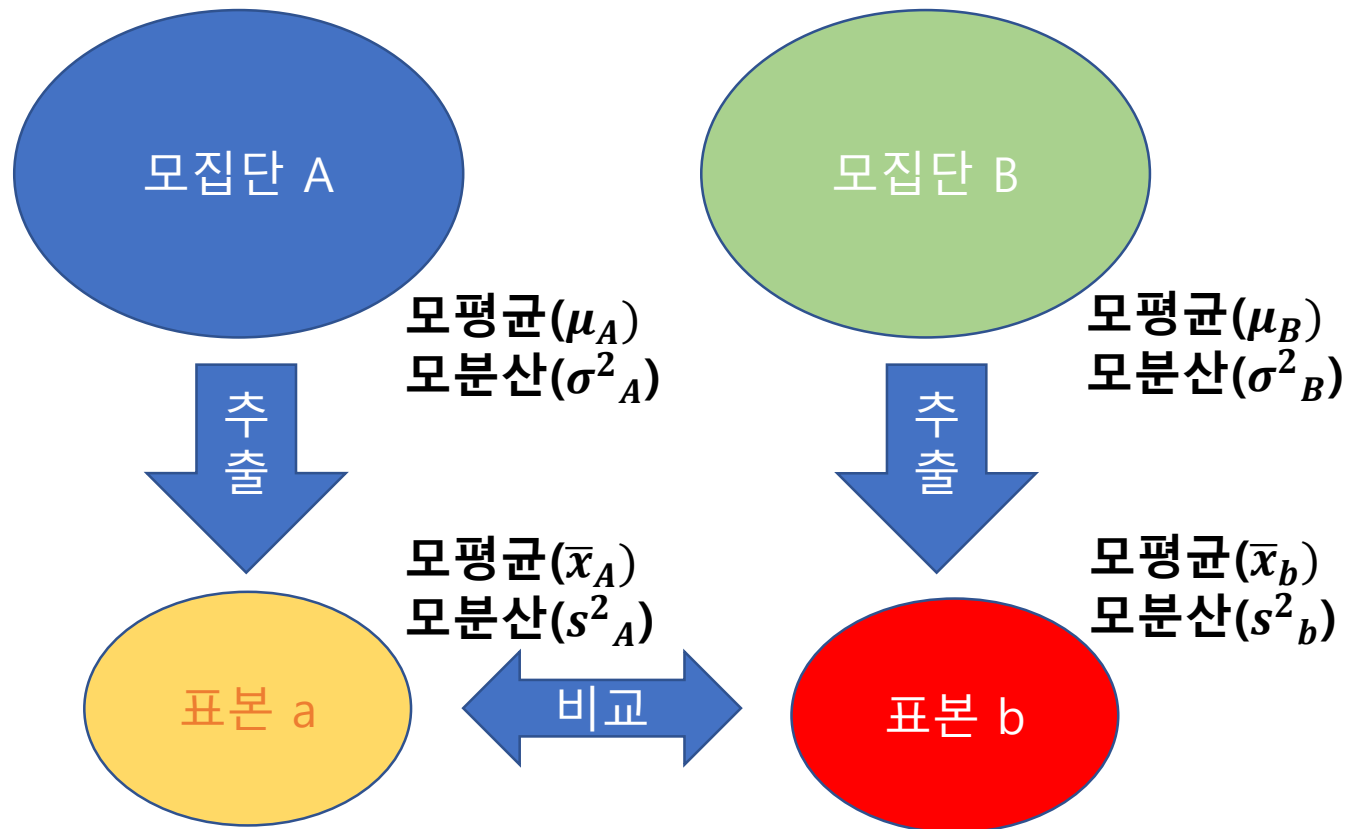 모집단 A
모집단 B
모평균(μ_A)
모분산(σ²_A)
모평균(μ_B)
모분산(σ²_B)
추
출
추
출
모평균(x̅_A)
모분산(s²_A)
모평균(x̅_b)
모분산(s²_b)
표본 a
비교
표본 b